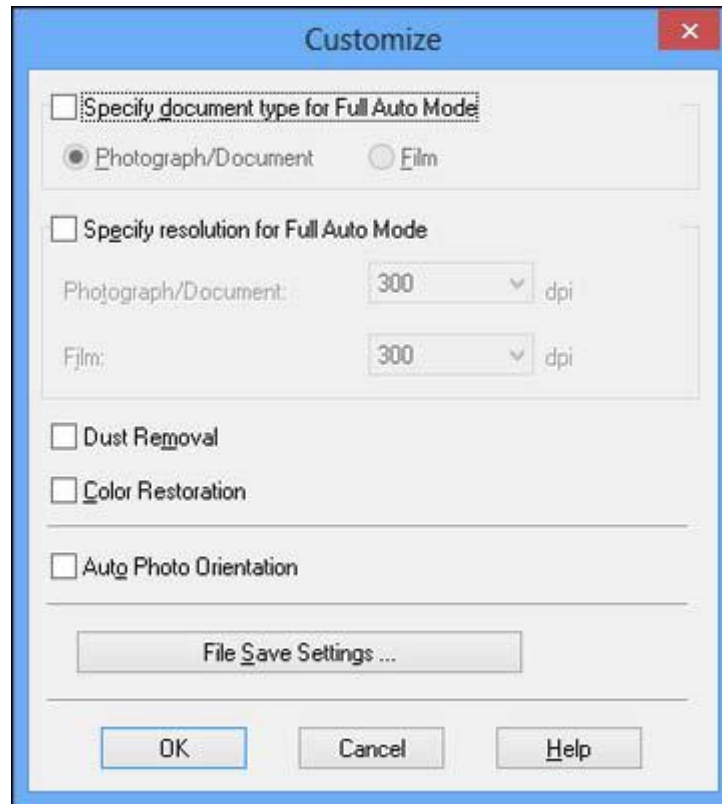 Customize
Specify document type for Full Auto Mode
Photograph/Document Film
Specify resolution for Full Auto Mode
Photograph/Document: 300 dpi
Film: 300 dpi
Dust Removal
Color Restoration
Auto Photo Orientation
File Save Settings ...
OK Cancel Help